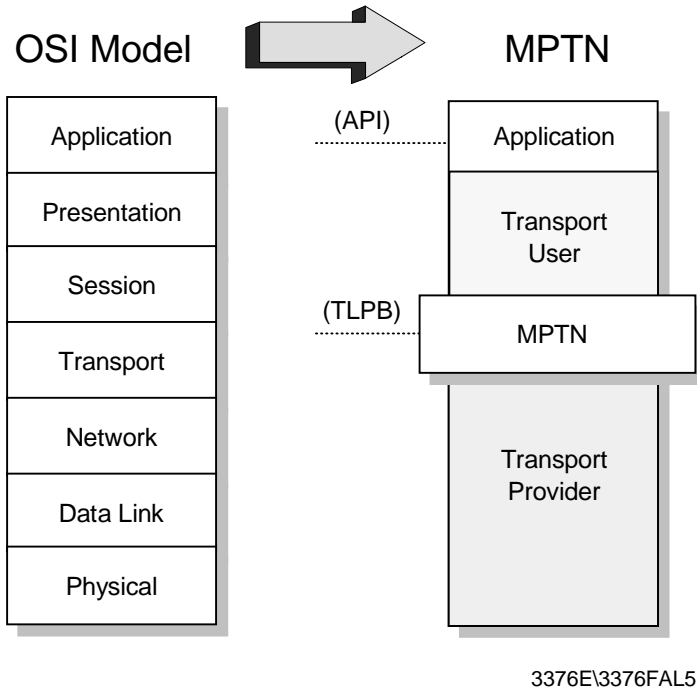 OSI Model
MPTN
Application
Presentation
Session
Transport
Network
Data Link
Physical
(API)
(TLPB)
Application
Transport
User
MPTN
Transport
Provider
3376E\3376FAL5